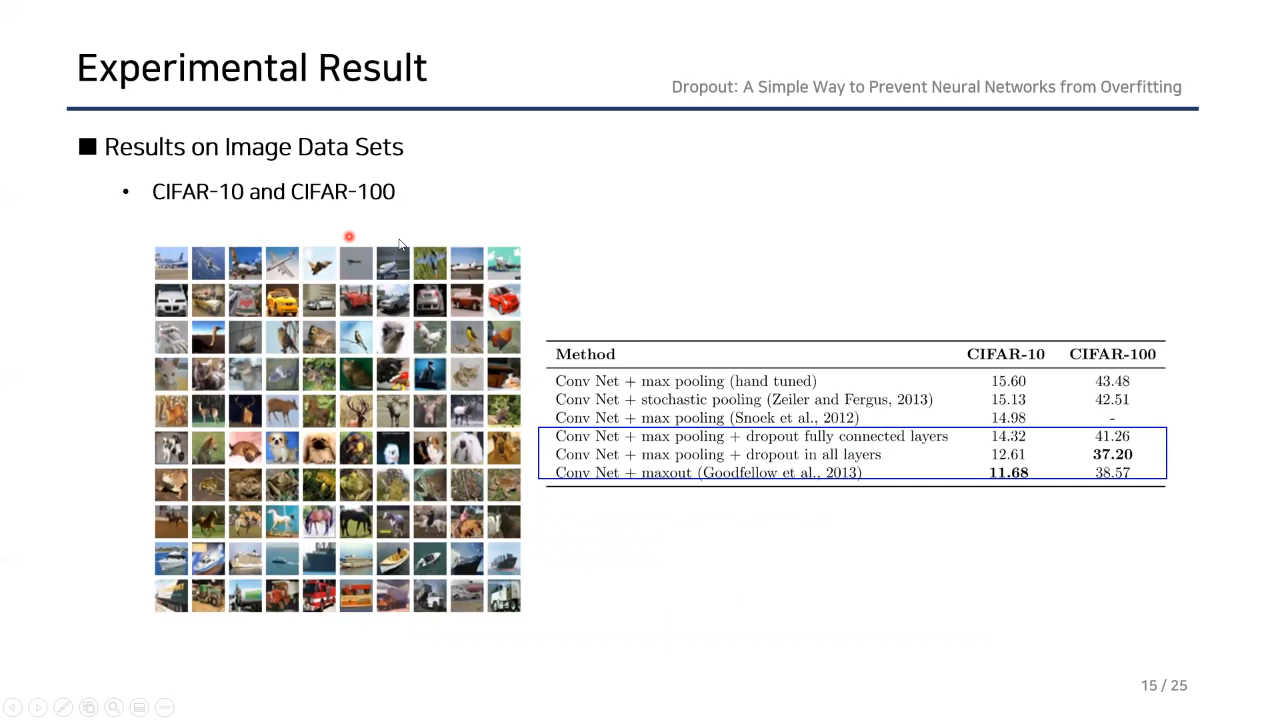 Experimental Result
Dropout: A Simple Way to Prevent Neural Networks from Overfitting
■ Results on Image Data Sets
• CIFAR-10 and CIFAR-100
Method CIFAR-10 CIFAR-100
Conv Net + max pooling (hand tuned) 15.60 43.48
Conv Net + stochastic pooling (Zeiler and Fergus, 2013) 15.13 42.51
Conv Net + max pooling (Snoek et al., 2012) 14.98 -
Conv Net + max pooling + dropout fully connected layers 14.32 41.26
Conv Net + max pooling + dropout in all layers 12.61 37.20
Conv Net + maxout (Goodfellow et al., 2013) 11.68 38.57
15 / 25